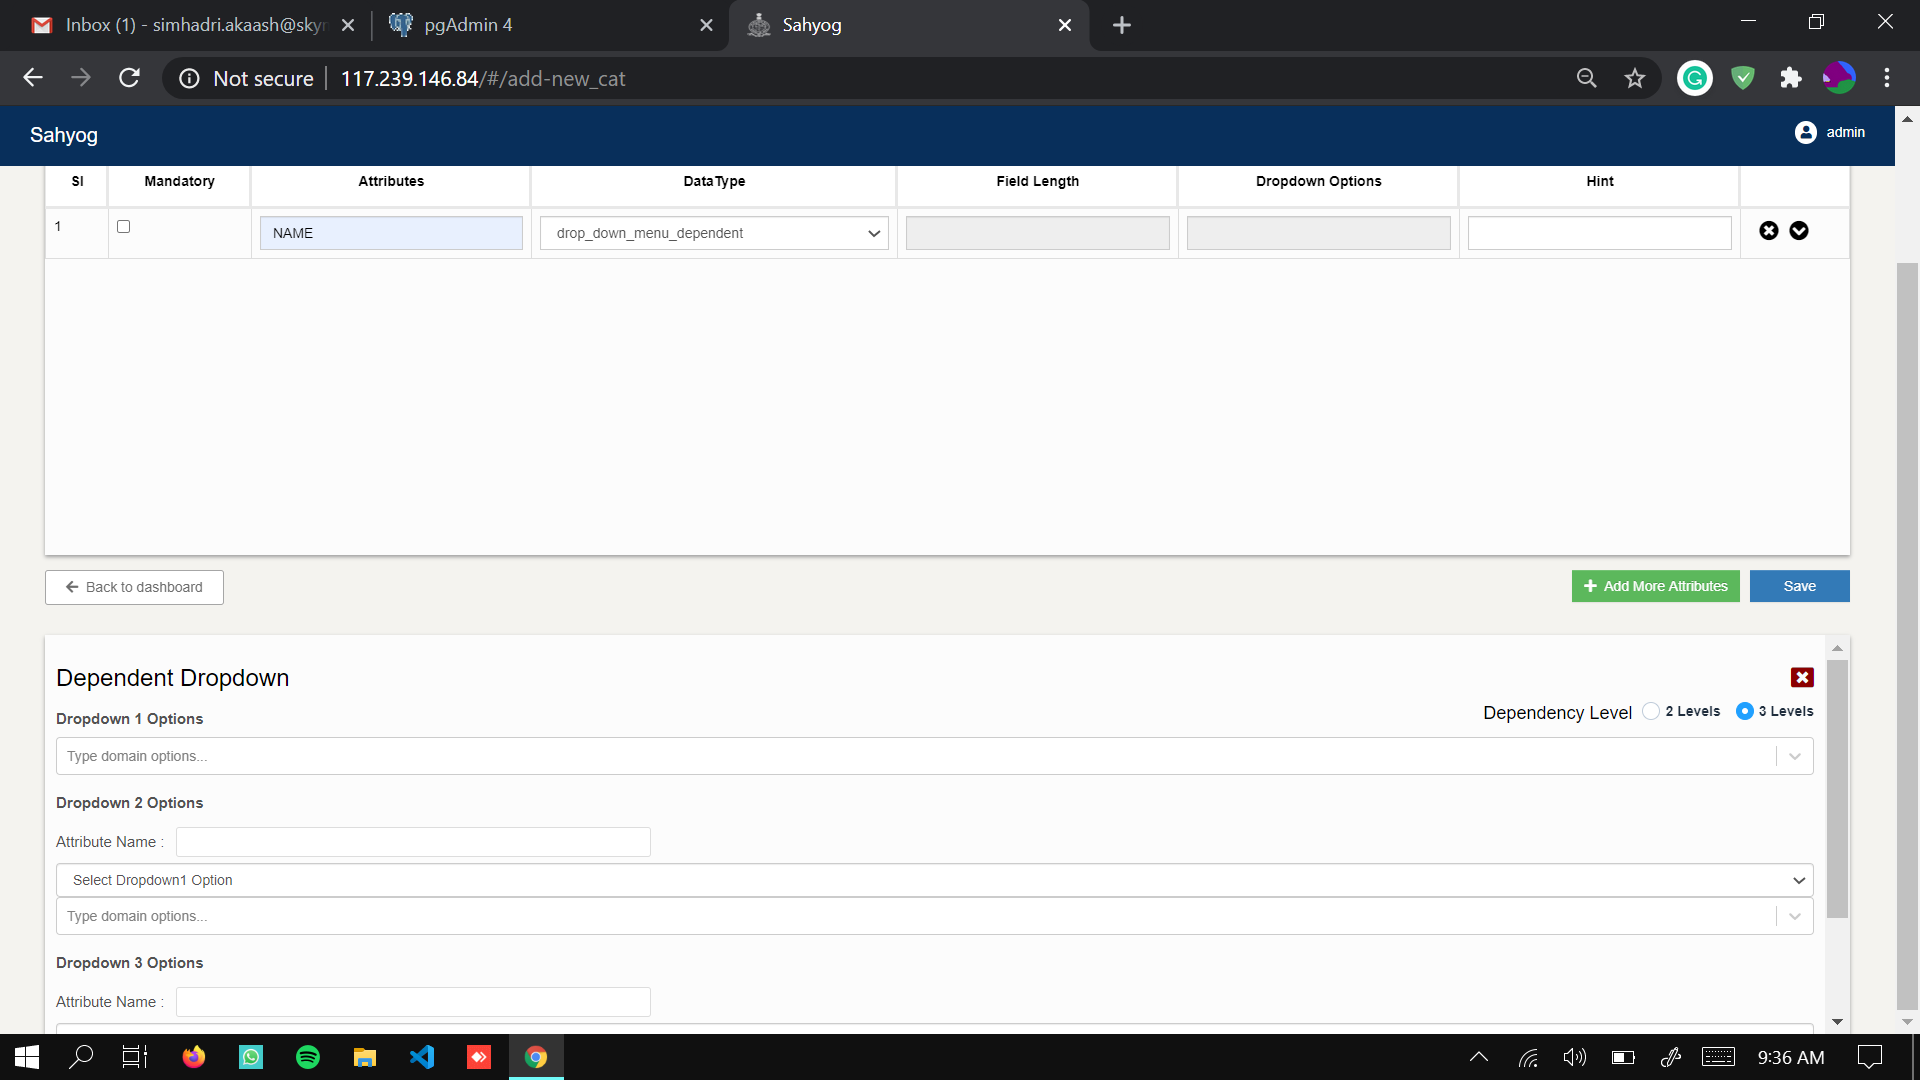 Inbox (1) - simhadri.akaash@sky
pgAdmin 4
Sahyog
Not secure
117.239.146.84/#/add-new_cat
Sahyog
admin
Sl
Mandatory
Attributes
DataType
Field Length
Dropdown Options
Hint
1
NAME
drop_down_menu_dependent
Back to dashboard
Add More Attributes
Save
Dependent Dropdown
Dropdown 1 Options
Dependency Level
2 Levels
3 Levels
Type domain options...
Dropdown 2 Options
Attribute Name :
Select Dropdown1 Option
Type domain options...
Dropdown 3 Options
Attribute Name :
9:36 AM